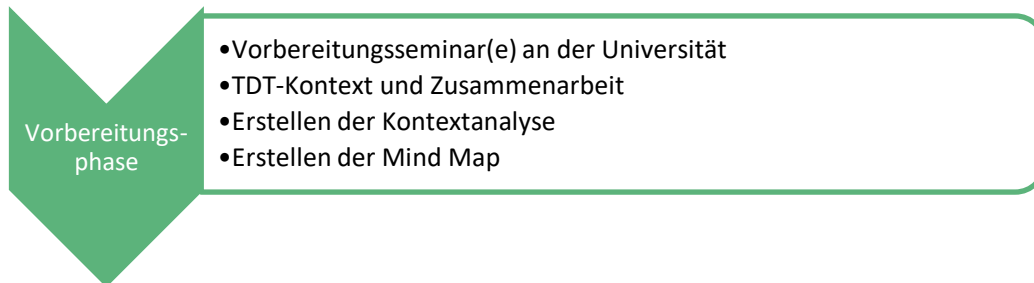 Vorbereitungs-
phase
•Vorbereitungsseminar(e) an der Universität
•TDT-Kontext und Zusammenarbeit
•Erstellen der Kontextanalyse
•Erstellen der Mind Map